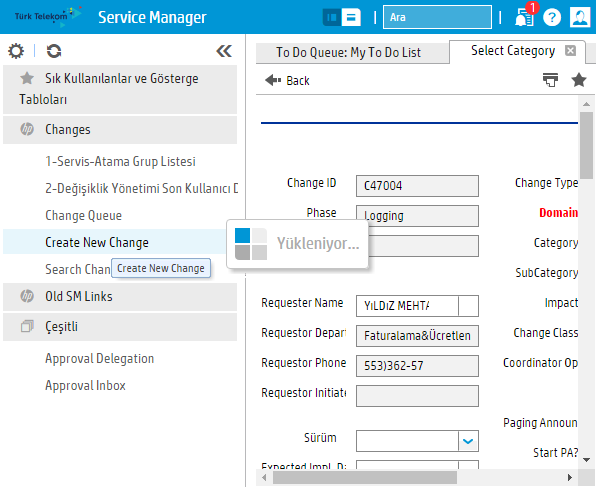 Türk Telekom
Service Manager
Ara
1
To Do Queue: My To Do List
Select Category
Back
Sık Kullanılanlar ve Gösterge
Tabloları
Changes
1-Servis-Atama Grup Listesi
2-Değişiklik Yönetimi Son Kullanıcı D
Change Queue
Create New Change
Search Chan
Create New Change
Old SM Links
Çeşitli
Approval Delegation
Approval Inbox
Yükleniyor...
Change ID C47004 Change Type
Phase Logging Domain
Category
SubCategory
Requester Name YıLDıZ MEHTA Impact
Requestor Depar Faturalama&Ücretlen Change Class
Requestor Phone 553)362-57 Coordinator Op
Requestor Initiate
Paging Announ
Sürüm
Start PA?
Expected Impl. Da